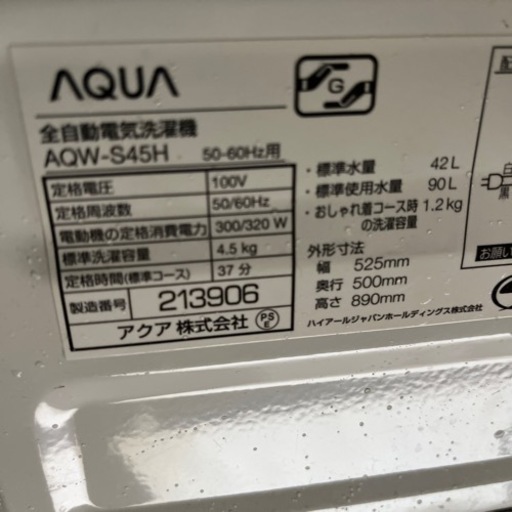 AQUA
G
全自動電気洗濯機
AQW-S45H 50-60Hz用
定格電圧 100V
定格周波数 50/60Hz
電動機の定格消費電力 300/320 W
標準洗濯容量 4.5 kg
定格時間(標準コース) 37 分
製造番号 213906
アクア 株式会社 PSE
・標準水量 42 L
・標準使用水量 90 L
・おしゃれ着コース時 1.2 kg
の洗濯容量
外形寸法
幅 525mm
奥行 500mm
高さ 890mm
ハイアールジャパンホールディングス株式会社
配
白
黒
お願い